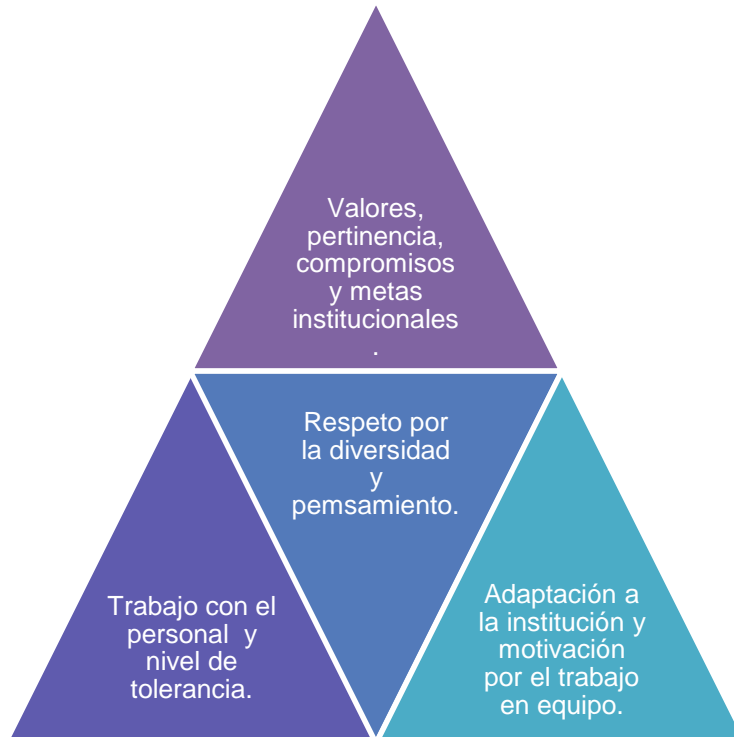 Valores,
pertinencia,
compromisos
y metas
institucionales
.
Respeto por
la diversidad
y
pemsamiento.
Trabajo con el
personal y
nivel de
tolerancia.
Adaptación a
la institución y
motivación
por el trabajo
en equipo.